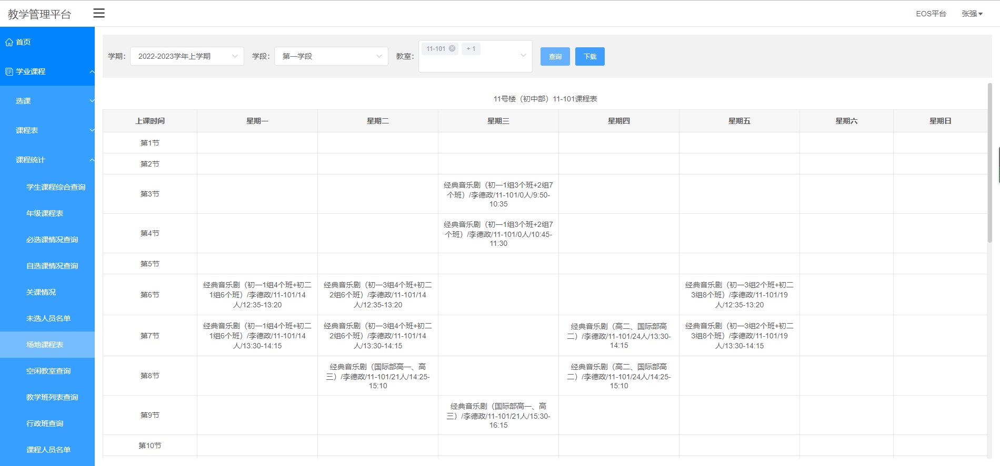 教学管理平台
EOS平台
张强
首页
学业课程
选课
课程表
课程统计
学生课程综合查询
年级课程表
必选课情况查询
自选课情况查询
关课情况
未选人员名单
场地课程表
空闲教室查询
教学班列表查询
行政班查询
课程人员名单
学期: 2022-2023学年上学期 学段: 第一学段 教室: 11-101 + 1 查询 下载
11号楼（初中部）11-101课程表
上课时间 星期一 星期二 星期三 星期四 星期五 星期六 星期日
第1节
第2节
第3节
经典音乐剧（初一1组3个班+2组7
个班）/李德政/11-101/0人/9:50-
10:35
第4节
经典音乐剧（初一1组3个班+2组7
个班）/李德政/11-101/0人/10:45-
11:30
第5节
第6节
经典音乐剧（初一1组4个班+初二
1组6个班）/李德政/11-101/14
人/12:35-13:20
经典音乐剧（初一3组4个班+初二
2组6个班）/李德政/11-101/14
人/12:35-13:20
经典音乐剧（初一3组2个班+初二
3组8个班）/李德政/11-101/19
人/12:35-13:20
第7节
经典音乐剧（初一1组4个班+初二
1组6个班）/李德政/11-101/14
人/13:30-14:15
经典音乐剧（初一3组4个班+初二
2组6个班）/李德政/11-101/14
人/13:30-14:15
经典音乐剧（高二、国际部高
二）/李德政/11-101/24人/13:30-
14:15
经典音乐剧（初一3组2个班+初二
3组8个班）/李德政/11-101/19
人/13:30-14:15
第8节
经典音乐剧（国际部高一、高
三）/李德政/11-101/21人/14:25-
15:10
经典音乐剧（高二、国际部高
二）/李德政/11-101/24人/14:25-
15:10
第9节
经典音乐剧（国际部高一、高
三）/李德政/11-101/21人/15:30-
16:15
第10节